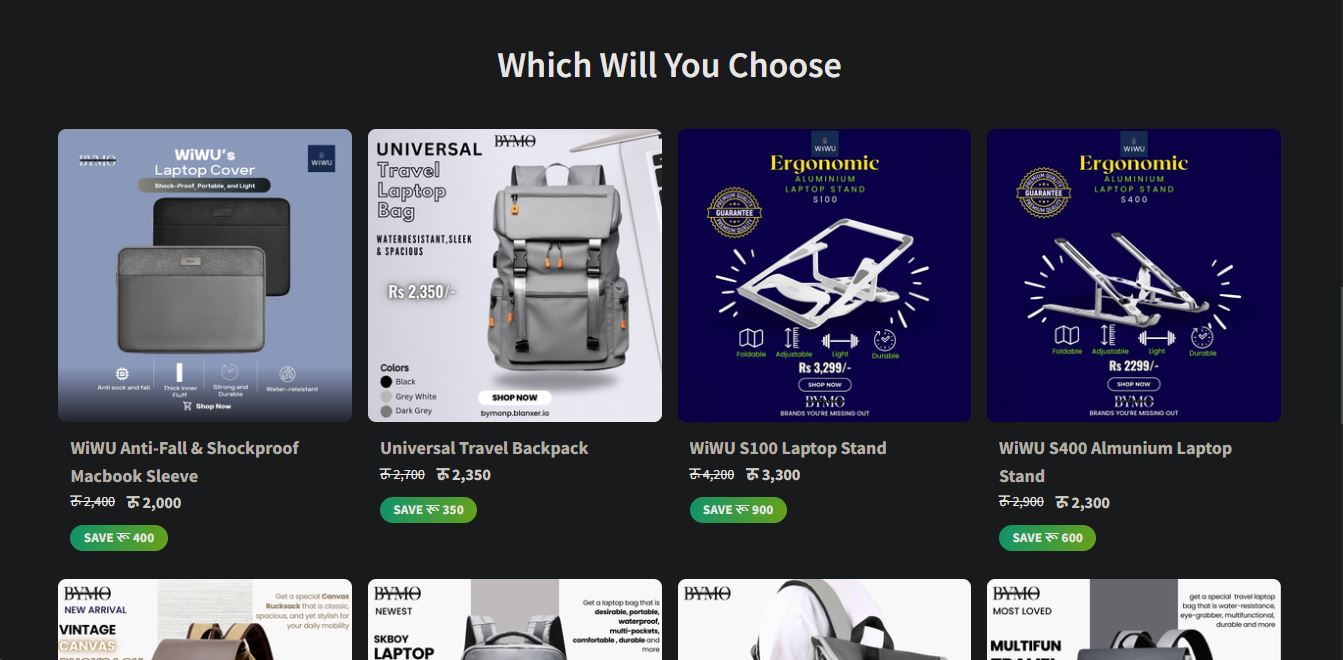 Which Will You Choose
BYMO
WiWU's
Laptop Cover
Shock-Proof, Portable, and Light
WIWU
Anti sock and fall
Thick Inner
Fluff
Strong and
Durable
Water-reisistant
Shop Now
WiWU Anti-Fall & Shockproof
Macbook Sleeve
रू 2,400 रू 2,000
SAVE रू 400
BYMO
UNIVERSAL
Travel
Laptop
Bag
WATERRESISTANT,SLEEK
& SPACIOUS
Rs 2,350/-
Colors
Black
Grey White
Dark Grey
SHOP NOW
bymonp.blanxer.io
Universal Travel Backpack
रू 2,700 रू 2,350
SAVE रू 350
WIWU
Ergonomic
ALUMINIUM
LAPTOP STAND
S100
PREMIUM QUALITY
GUARANTEE
PREMIUM QUALITY
Foldable
Adjustable
Light
Durable
Rs 3,299/-
SHOP NOW
BYMO
BRANDS YOU'RE MISSING OUT
WiWU S100 Laptop Stand
रू 4,200 रू 3,300
SAVE रू 900
WIWU
Ergonomic
ALUMINIUM
LAPTOP STAND
S400
PREMIUM QUALITY
GUARANTEE
PREMIUM QUALITY
Foldable
Adjustable
Light
Durable
Rs 2299/-
SHOP NOW
BYMO
BRANDS YOU'RE MISSING OUT
WiWU S400 Almunium Laptop
Stand
रू 2,900 रू 2,300
SAVE रू 600
BYMO
NEW ARRIVAL
VINTAGE
CANVAS
Get a special Canvas
Rucksack that is classic,
spacious, and yet stylish for
your daily mobility
BYMO
NEWEST
SKBOY
LAPTOP
Get a laptop bag that is
desirable, portable,
waterproof,
multi-pockets,
comfortable , durable and
more
BYMO
BYMO
MOST LOVED
MULTIFUN
get a special travel laptop
bag that is water-resistance,
eye-grabber, multifunctional,
durable and more